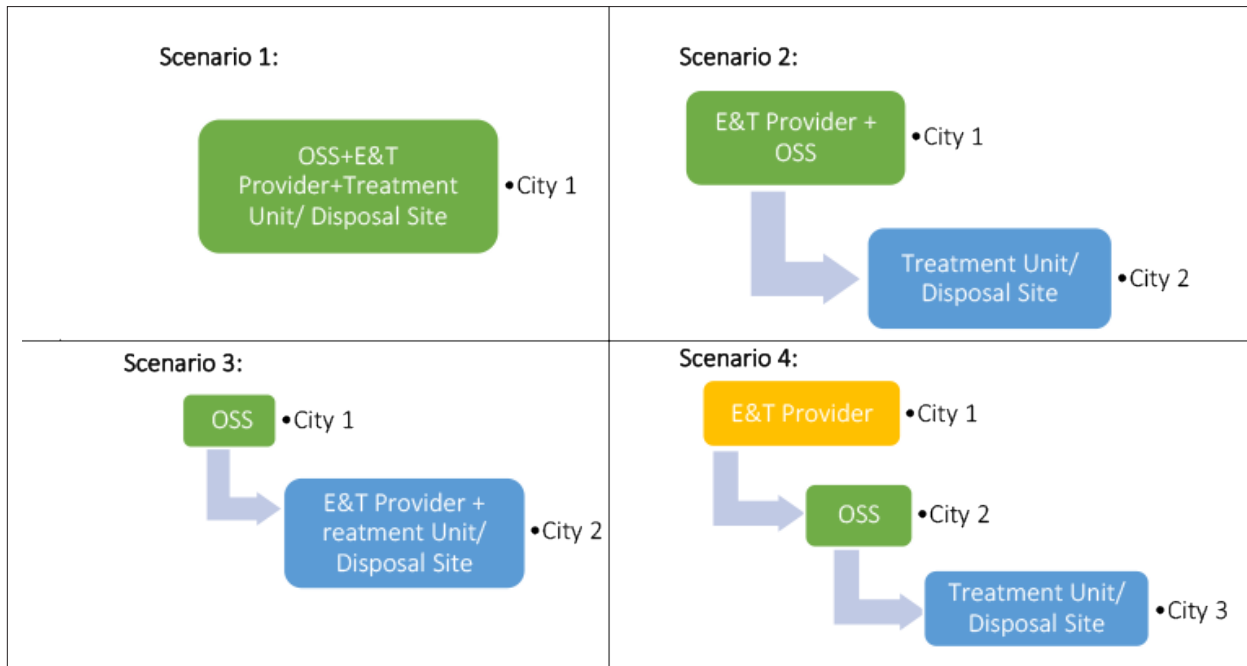 Scenario 1:
OSS+E&T
Provider+Treatment
Unit/ Disposal Site
•City 1
Scenario 2:
E&T Provider +
OSS
•City 1
Treatment Unit/
Disposal Site
•City 2
Scenario 3:
OSS
•City 1
E&T Provider +
reatment Unit/
Disposal Site
•City 2
Scenario 4:
E&T Provider
•City 1
OSS
•City 2
Treatment Unit/
Disposal Site
•City 3